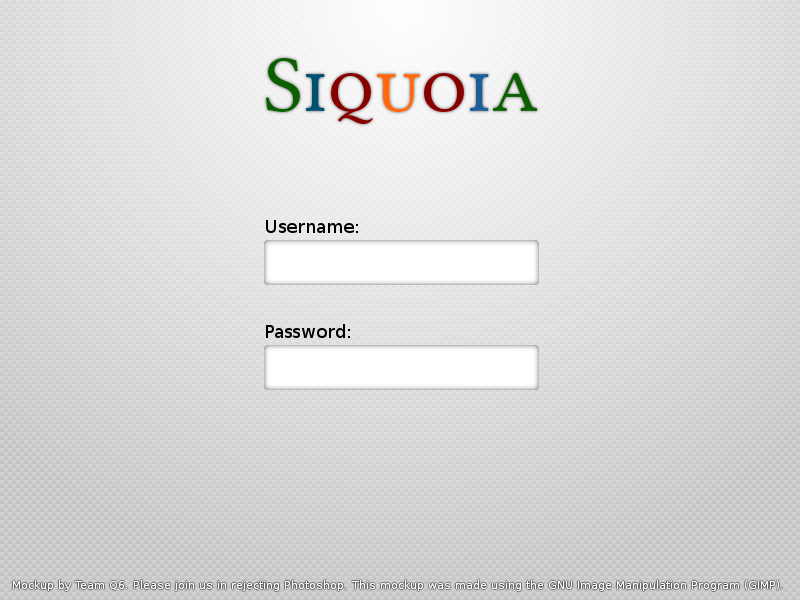 SIQUOIA
Username:
Password:
Mockup by Team Q6. Please join us in rejecting Photoshop. This mockup was made using the GNU Image Manipulation Program (GIMP).